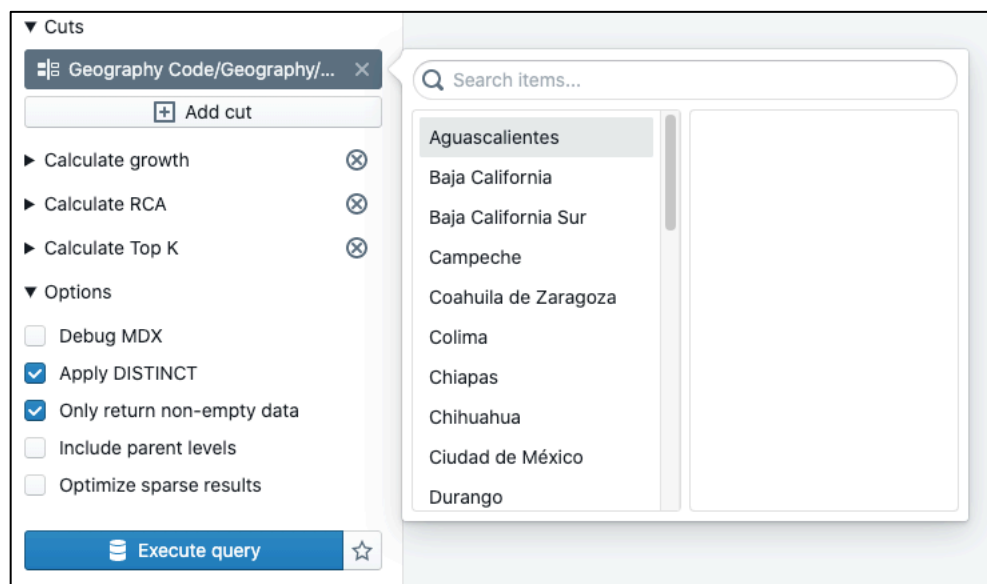 Cuts
Geography Code/Geography/...
Add cut
Calculate growth
Calculate RCA
Calculate Top K
Options
Debug MDX
Apply DISTINCT
Only return non-empty data
Include parent levels
Optimize sparse results
Execute query
Search items...
Aguascalientes
Baja California
Baja California Sur
Campeche
Coahuila de Zaragoza
Colima
Chiapas
Chihuahua
Ciudad de México
Durango